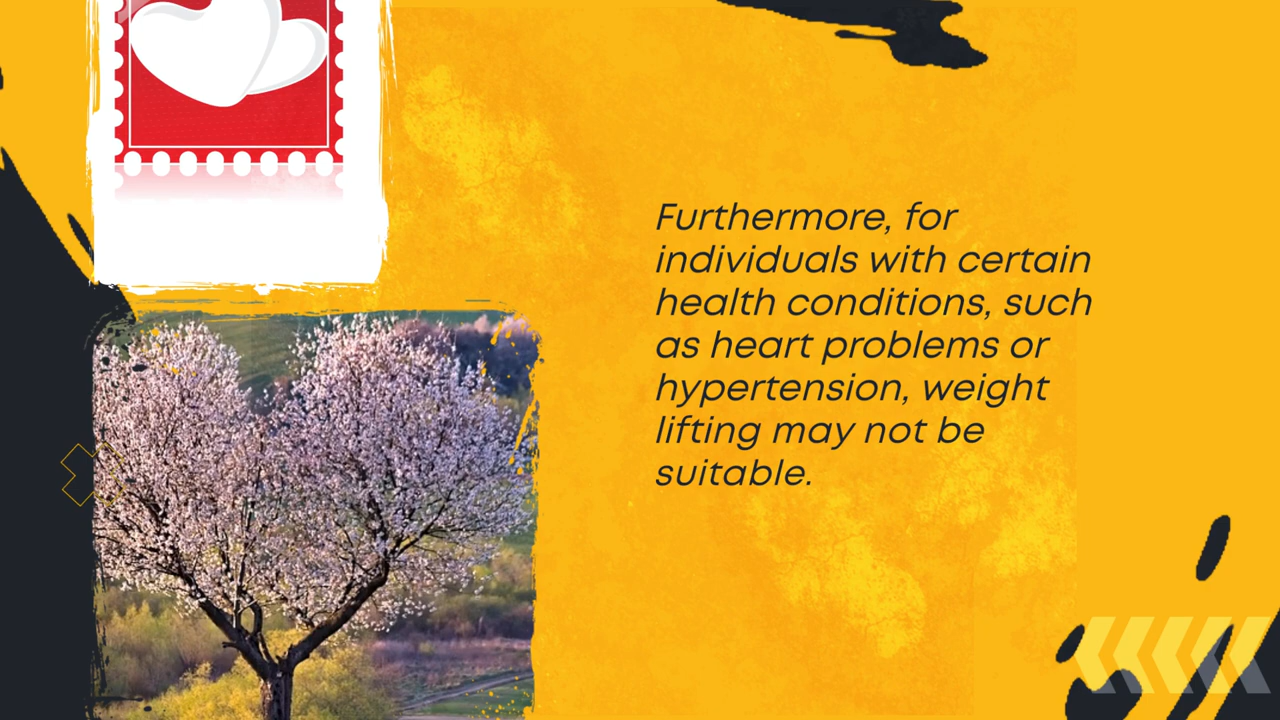 Furthermore, for
individuals with certain
health conditions, such
as heart problems or
hypertension, weight
lifting may not be
suitable.